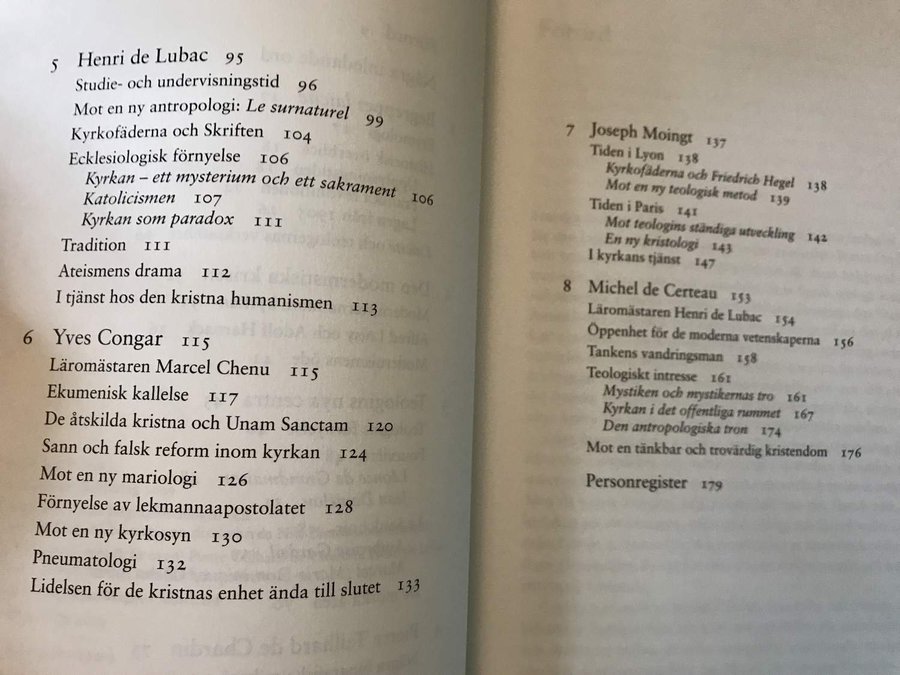 5 Henri de Lubac 95
Studie- och undervisningstid 96
Mot en ny antropologi: Le surnaturel 99
Kyrkofäderna och Skriften 104
Ecklesiologisk förnyelse 106
Kyrkan – ett mysterium och ett sakrament 106
Katolicismen 107
Kyrkan som paradox 111
Tradition 111
Ateismens drama 112
I tjänst hos den kristna humanismen 113
6 Yves Congar 115
Läromästaren Marcel Chenu 115
Ekumenisk kallelse 117
De åtskilda kristna och Unam Sanctam 120
Sann och falsk reform inom kyrkan 124
Mot en ny mariologi 126
Förnyelse av lekmannaapostolatet 128
Mot en ny kyrkosyn 130
Pneumatologi 132
Lidelsen för de kristnas enhet ända till slutet 133
7 Joseph Moingt 137
Tiden i Lyon 138
Kyrkofäderna och Friedrich Hegel 138
Mot en ny teologisk metod 139
Tiden i Paris 141
Mot teologins ständiga utveckling 142
En ny kristologi 143
I kyrkans tjänst 147
8 Michel de Certeau 153
Läromästaren Henri de Lubac 154
Öppenhet för de moderna vetenskaperna 156
Tankens vandringsman 158
Teologiskt intresse 161
Mystiken och mystikernas tro 161
Kyrkan i det offentliga rummet 167
Den antropologiska tron 174
Mot en tänkbar och trovärdig kristendom 176
Personregister 179